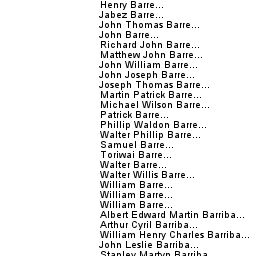 Henry Barre...
Jabez Barre...
John Thomas Barre...
John Barre...
Richard John Barre...
Matthew John Barre...
John William Barre...
John Joseph Barre...
Joseph Thomas Barre...
Martin Patrick Barre...
Michael Wilson Barre...
Patrick Barre...
Phillip Waldon Barre...
Walter Phillip Barre...
Samuel Barre...
Toriwai Barre...
Walter Barre...
Walter Willis Barre...
William Barre...
William Barre...
William Barre...
Albert Edward Martin Barriba...
Arthur Cyril Barriba...
William Henry Charles Barriba...
John Leslie Barriba...
Stanley Martyn Barriba...